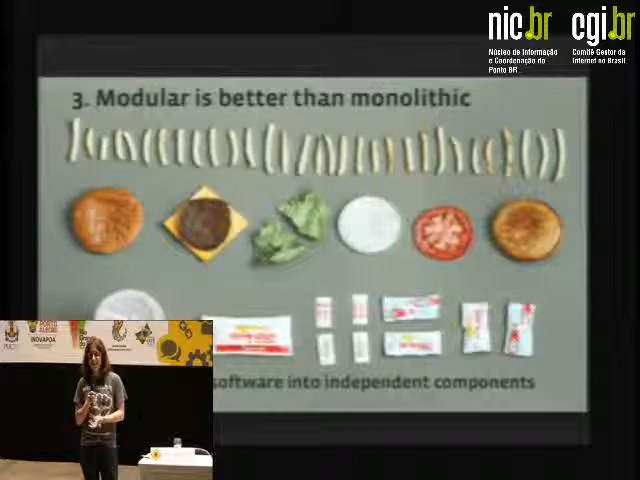 nic.br cgi.br
Núcleo de Informação
e Coordenação do
Ponto BR
Comitê Gestor da
Internet no Brasil
3. Modular is better than monolithic
software into independent components
INOVAPOA